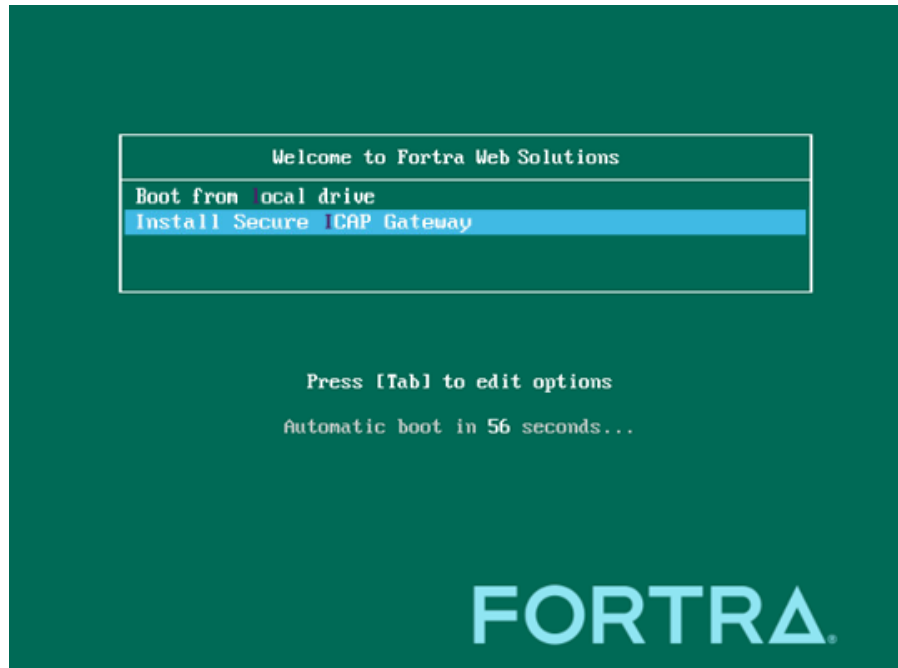 Welcome to Fortra Web Solutions
Boot from local drive
Install Secure ICAP Gateway
Press [Tab] to edit options
Automatic boot in 56 seconds...
FORTRA®